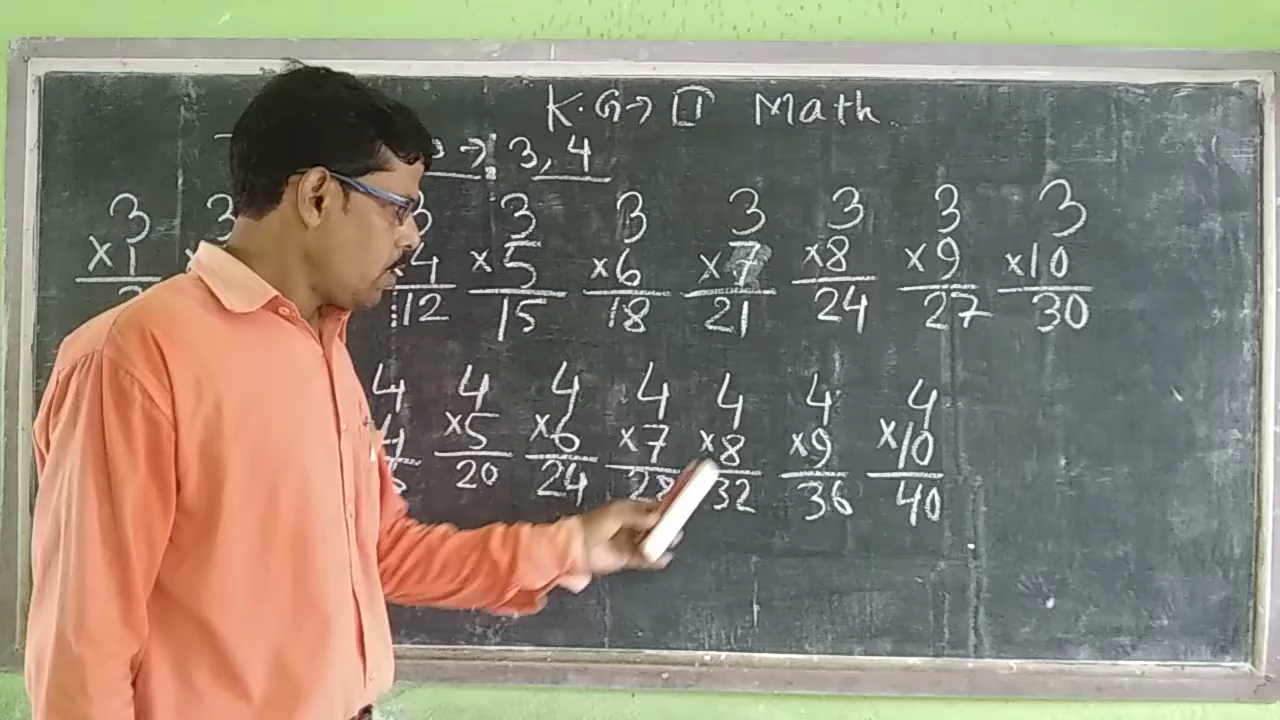 K.G → II Math
→ 3, 4
3 3 3 3 3 3 3 3 3
×1 ×4 ×5 ×6 ×7 ×8 ×9 ×10
12 15 18 21 24 27 30
4 4 4 4 4 4 4
4 ×5 ×6 ×7 ×8 ×9 ×10
20 24 28 32 36 40